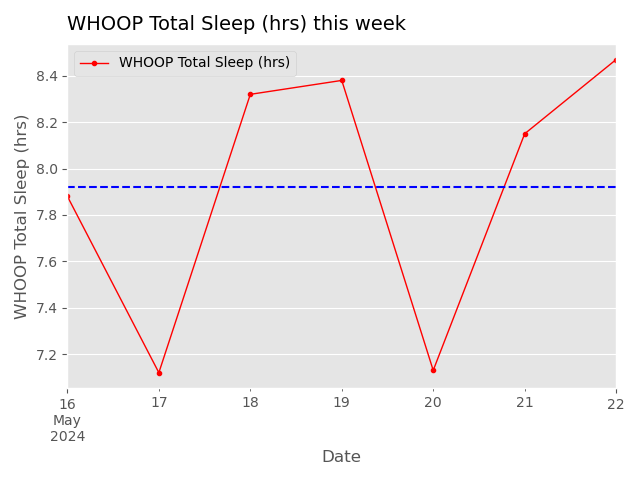 WHOOP Total Sleep (hrs) this week
WHOOP Total Sleep (hrs)
WHOOP Total Sleep (hrs)
8.4
8.2
8.0
7.8
7.6
7.4
7.2
16 17 18 19 20 21 22
May
2024
Date